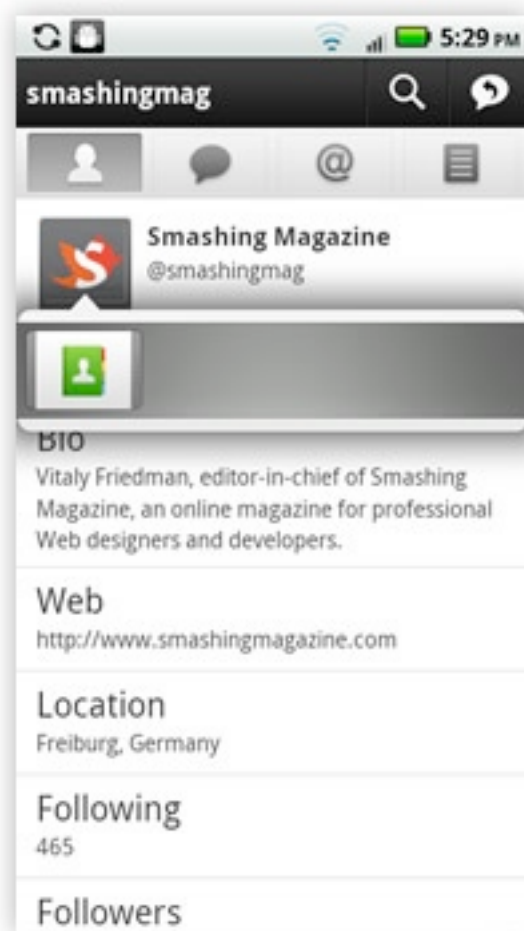 5:29 PM
smashingmag
@
Smashing Magazine
@smashingmag
Bio
Vitaly Friedman, editor-in-chief of Smashing
Magazine, an online magazine for professional
Web designers and developers.
Web
http://www.smashingmagazine.com
Location
Freiburg, Germany
Following
465
Followers